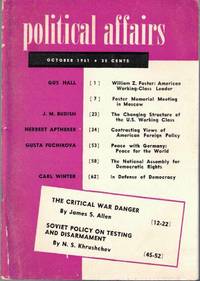 political affairs
OCTOBER 1961 • 35 CENTS
GUS HALL [1] William Z. Foster: American
Working-Class Leader
[7] Foster Memorial Meeting
in Moscow
J. M. BUDISH [23] The Changing Structure of
the U.S. Working Class
HERBERT APTHEKER [34] Contrasting Views of
American Foreign Policy
GUSTA FUCHIKOVA [53] Peace with Germany:
Peace for the World
[58] The National Assembly for
Democratic Rights
CARL WINTER [62] In Defense of Democracy
THE CRITICAL WAR DANGER
By James S. Allen [12-22]
SOVIET POLICY ON TESTING
AND DISARMAMENT
By N. S. Khrushchev [45-52]